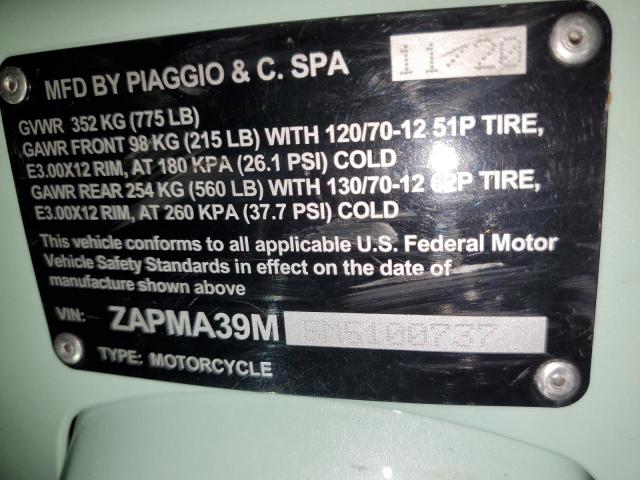 MFD BY PIAGGIO & C. SPA 11/20
GVWR 352 KG (775 LB)
GAWR FRONT 98 KG (215 LB) WITH 120/70-12 51P TIRE,
E3.00X12 RIM, AT 180 KPA (26.1 PSI) COLD
GAWR REAR 254 KG (560 LB) WITH 130/70-12 62P TIRE,
E3.00X12 RIM, AT 260 KPA (37.7 PSI) COLD
This vehicle conforms to all applicable U.S. Federal Motor
Vehicle Safety Standards in effect on the date of
manufacture shown above
VIN: ZAPMA39M
TYPE: MOTORCYCLE